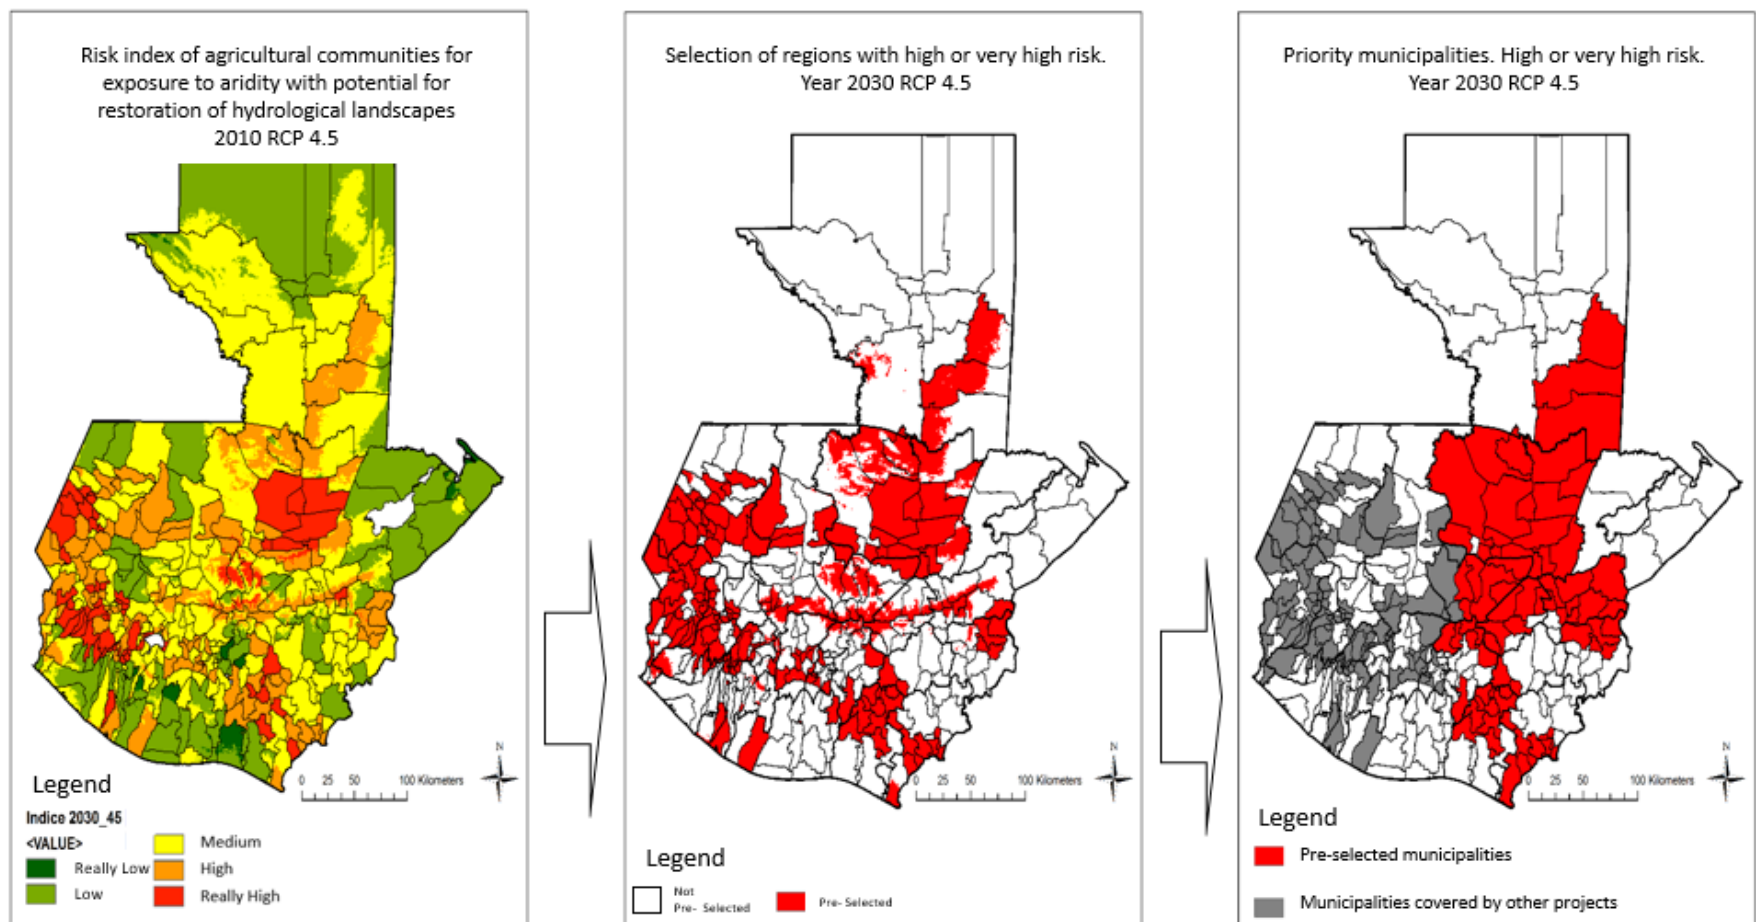 Risk index of agricultural communities for
exposure to aridity with potential for
restoration of hydrological landscapes
2010 RCP 4.5
N
0 25 50 100 Kilometers
Legend
Indice 2030_45
<VALUE>
Really Low
Low
Medium
High
Really High
Selection of regions with high or very high risk.
Year 2030 RCP 4.5
N
0 25 50 100 Kilometers
Legend
Not
Pre- Selected
Pre- Selected
Priority municipalities. High or very high risk.
Year 2030 RCP 4.5
N
0 25 50 100 Kilometers
Legend
Pre-selected municipalities
Municipalities covered by other projects